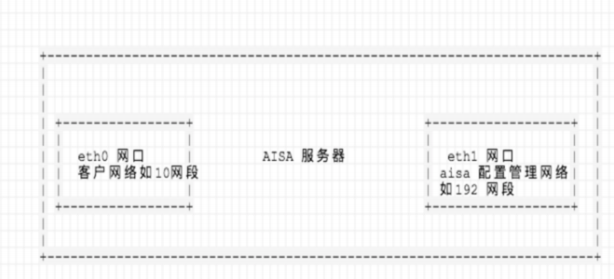 eth0 网口
客户网络如10网段
AISA 服务器
eth1 网口
aisa 配置管理网络
如192 网段